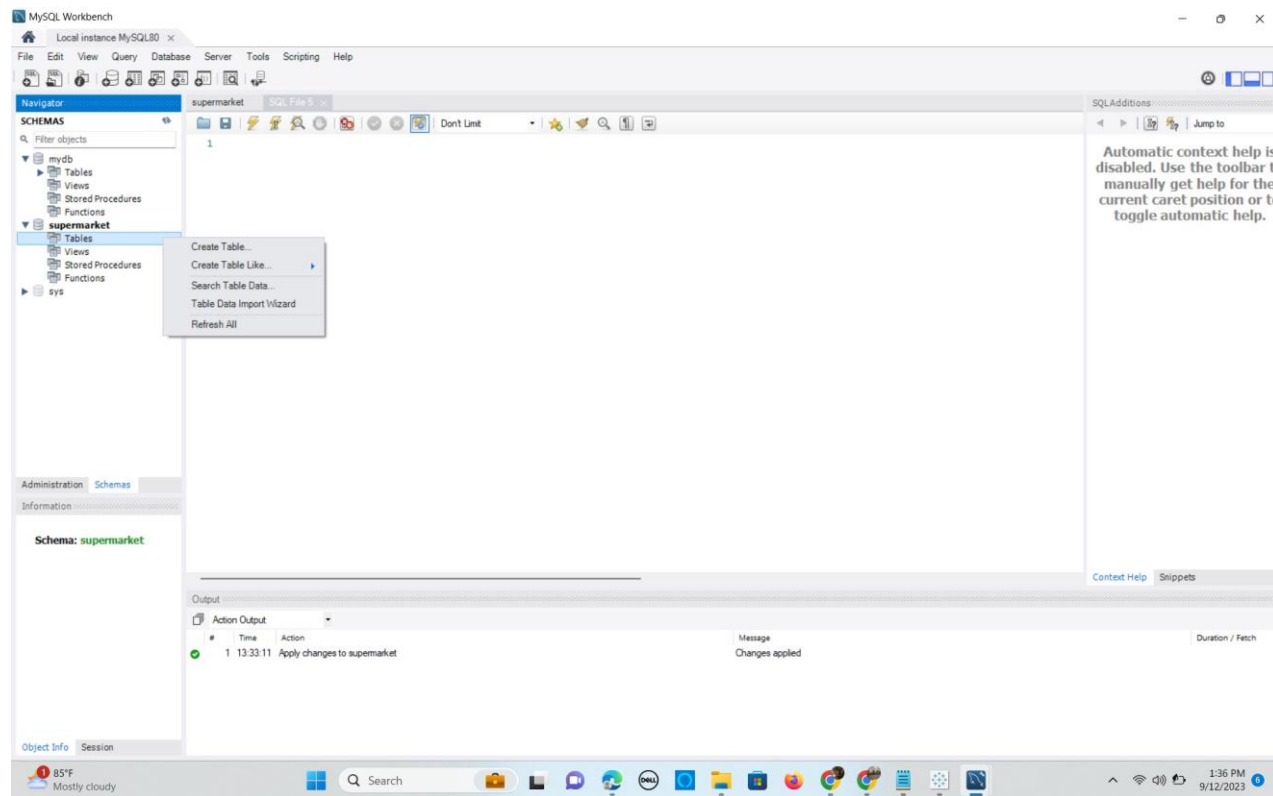 MySQL Workbench
Local instance MySQL80
File Edit View Query Database Server Tools Scripting Help
Navigator
SCHEMAS
Filter objects
mydb
Tables
Views
Stored Procedures
Functions
supermarket
Tables
Views
Stored Procedures
Functions
sys
Administration Schemas
Information
Schema: supermarket
Object Info Session
supermarket SQL File 5
Don't Limit
1
Create Table...
Create Table Like...
Search Table Data...
Table Data Import Wizard
Refresh All
SQLAdditions
Jump to
Automatic context help is
disabled. Use the toolbar t
manually get help for the
current caret position or t
toggle automatic help.
Context Help Snippets
Output
Action Output
# Time Action Message Duration / Fetch
1 13:33:11 Apply changes to supermarket Changes applied
1
85°F
Mostly cloudy
Search
DELL
1:36 PM
9/12/2023
6